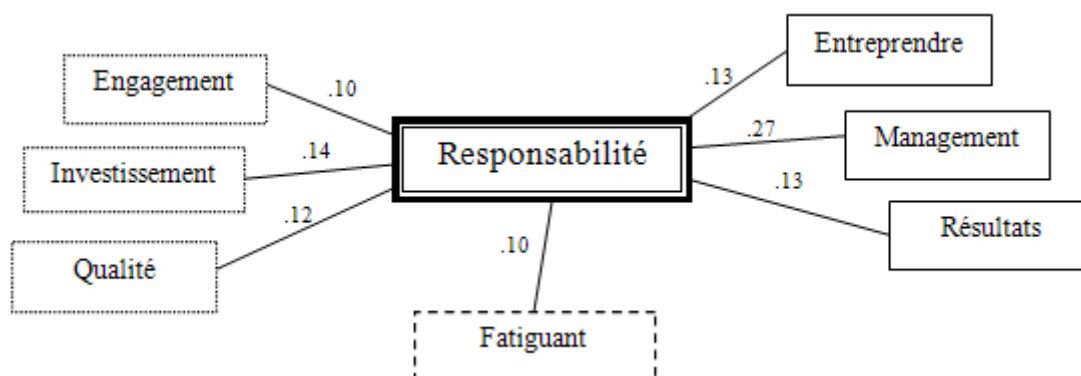 Entreprendre
Engagement
.13
.10
.27
Management
Responsabilité
.14
Investissement
.13
.12
Résultats
Qualité
.10
Fatiguant